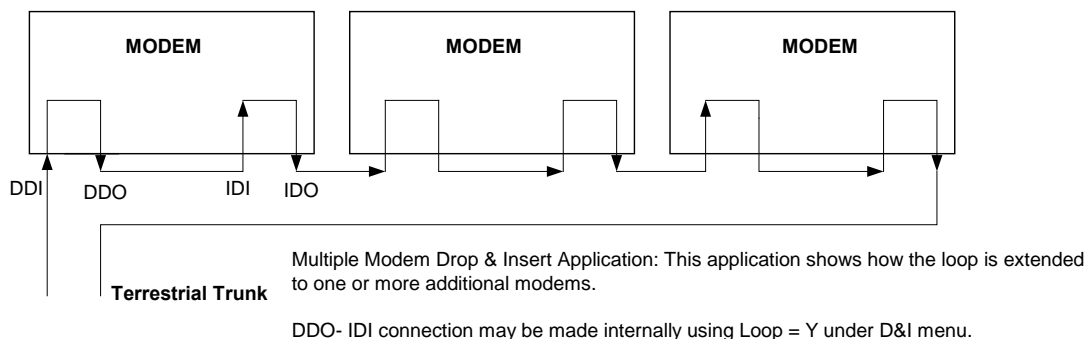 MODEM MODEM MODEM
DDI DDO IDI IDO
Terrestrial Trunk
Multiple Modem Drop & Insert Application: This application shows how the loop is extended
to one or more additional modems.
DDO- IDI connection may be made internally using Loop = Y under D&I menu.